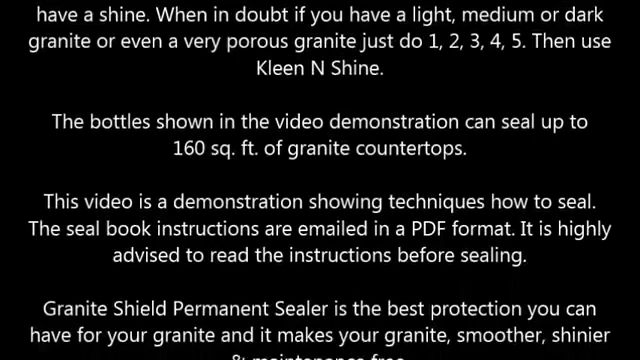 have a shine. When in doubt if you have a light, medium or dark
granite or even a very porous granite just do 1, 2, 3, 4, 5. Then use
Kleen N Shine.
The bottles shown in the video demonstration can seal up to
160 sq. ft. of granite countertops.
This video is a demonstration showing techniques how to seal.
The seal book instructions are emailed in a PDF format. It is highly
advised to read the instructions before sealing.
Granite Shield Permanent Sealer is the best protection you can
have for your granite and it makes your granite, smoother, shinier
& maintenance free